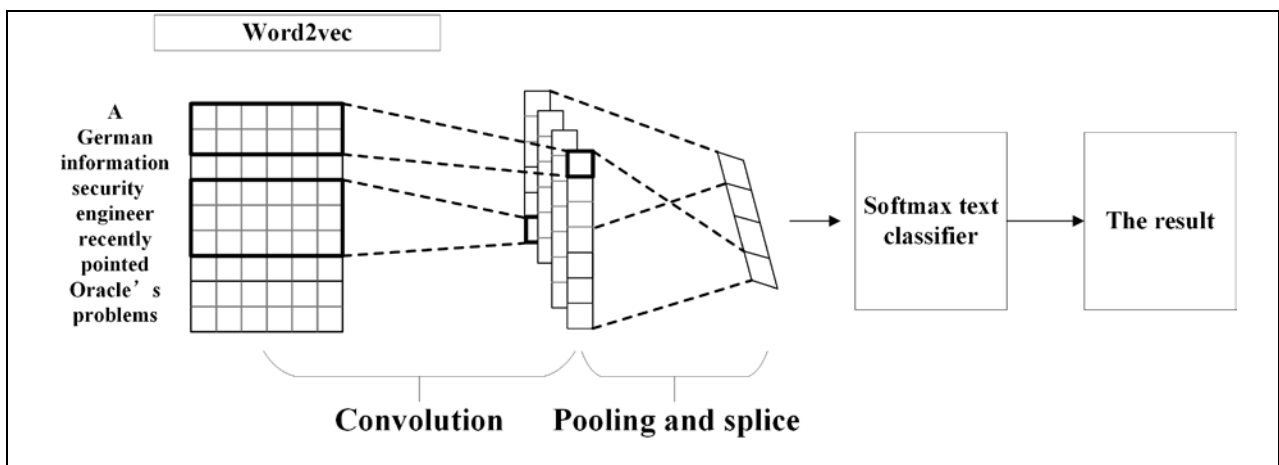 Word2vec
A
German
information
security
engineer
recently
pointed
Oracle’s
problems
Softmax text
classifier
The result
Convolution
Pooling and splice